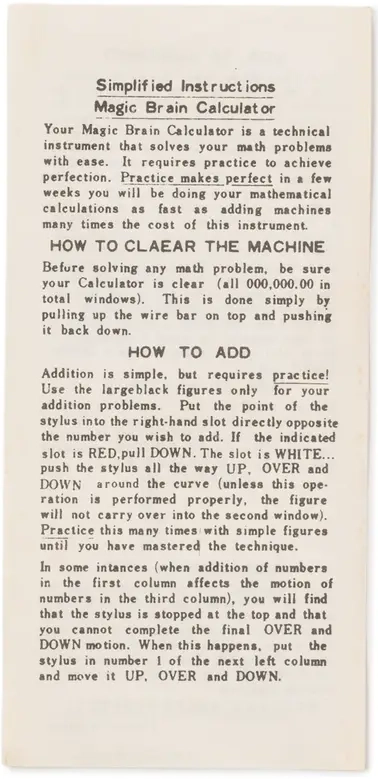 Simplified Instructions
Magic Brain Calculator
Your Magic Brain Calculator is a technical
instrument that solves your math problems
with ease. It requires practice to achieve
perfection. Practice makes perfect in a few
weeks you will be doing your mathematical
calculations as fast as adding machines
many times the cost of this instrument.
HOW TO CLAEAR THE MACHINE
Before solving any math problem, be sure
your Calculator is clear (all 000,000.00 in
total windows). This is done simply by
pulling up the wire bar on top and pushing
it back down.
HOW TO ADD
Addition is simple, but requires practice!
Use the largeblack figures only for your
addition problems. Put the point of the
stylus into the right-hand slot directly opposite
the number you wish to add. If the indicated
slot is RED,pull DOWN. The slot is WHITE...
push the stylus all the way UP, OVER and
DOWN around the curve (unless this ope-
ration is performed properly, the figure
will not carry over into the second window).
Practice this many times with simple figures
until you have mastered the technique.
In some intances (when addition of numbers
in the first column affects the motion of
numbers in the third column), you will find
that the stylus is stopped at the top and that
you cannot complete the final OVER and
DOWN motion. When this happens, put the
stylus in number 1 of the next left column
and move it UP, OVER and DOWN.